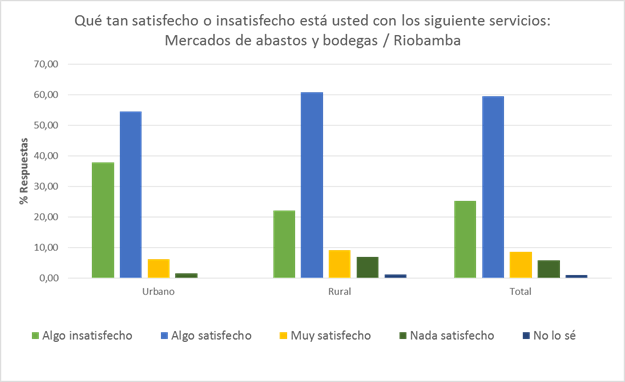 Qué tan satisfecho o insatisfecho está usted con los siguiente servicios:
Mercados de abastos y bodegas / Riobamba
70,00
60,00
50,00
40,00
30,00
20,00
10,00
0,00
% Respuestas
Urbano Rural Total
Algo insatisfecho Algo satisfecho Muy satisfecho Nada satisfecho No lo sé